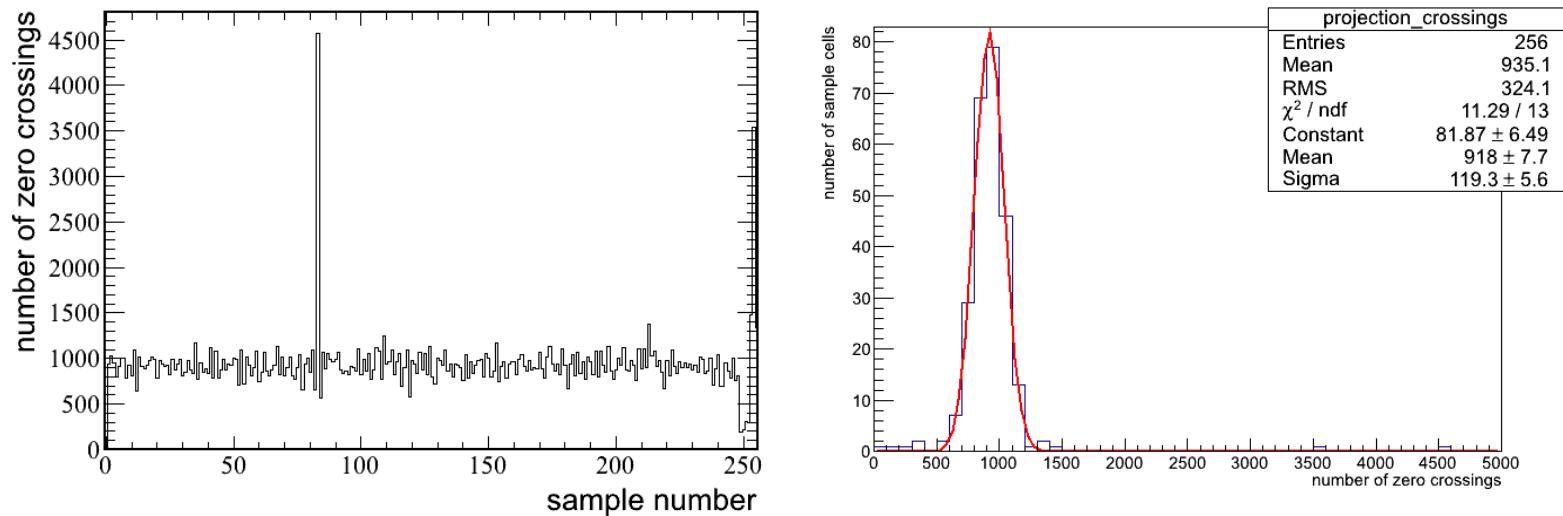 number of zero crossings
4500
4000
3500
3000
2500
2000
1500
1000
500
0
0 50 100 150 200 250
sample number
number of sample cells
80
70
60
50
40
30
20
10
0
0 500 1000 1500 2000 2500 3000 3500 4000 4500 5000
number of zero crossings
projection_crossings
Entries 256
Mean 935.1
RMS 324.1
χ² / ndf 11.29 / 13
Constant 81.87 ± 6.49
Mean 918 ± 7.7
Sigma 119.3 ± 5.6